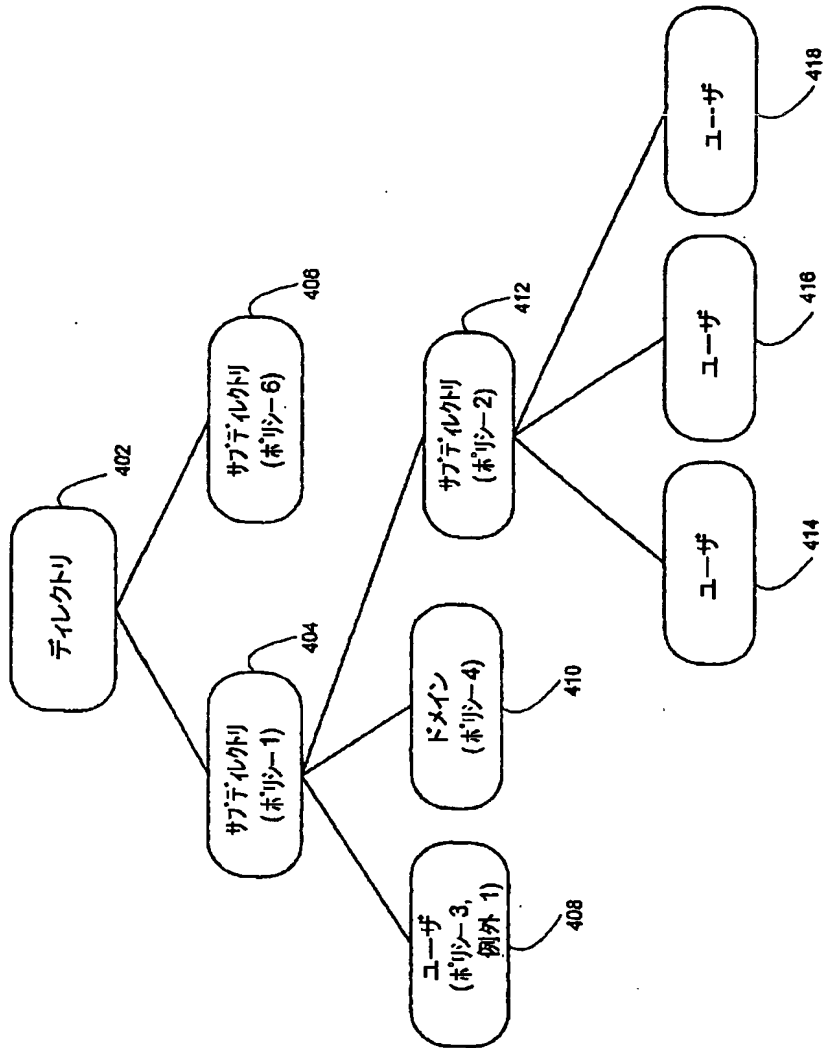 ディレクトリ
402
サブディレクトリ
(ポリシー1)
404
サブディレクトリ
(ポリシー6)
406
ユーザ
(ポリシー3,
例外 1)
408
ドメイン
(ポリシー4)
410
サブディレクトリ
(ポリシー2)
412
ユーザ
414
ユーザ
416
ユーザ
418